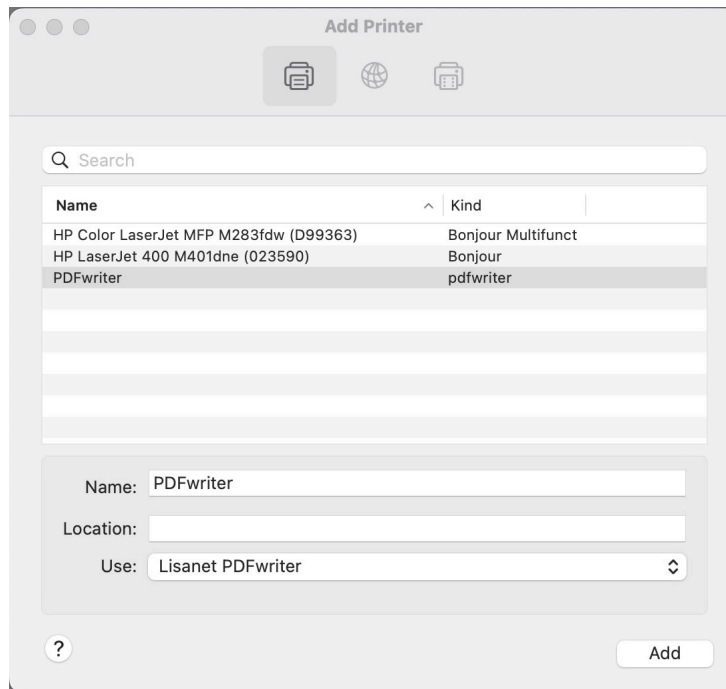 Add Printer
Search
Name Kind
HP Color LaserJet MFP M283fdw (D99363) Bonjour Multifunct
HP LaserJet 400 M401dne (023590) Bonjour
PDFwriter pdfwriter
Name: PDFwriter
Location:
Use: Lisanet PDFwriter
? Add